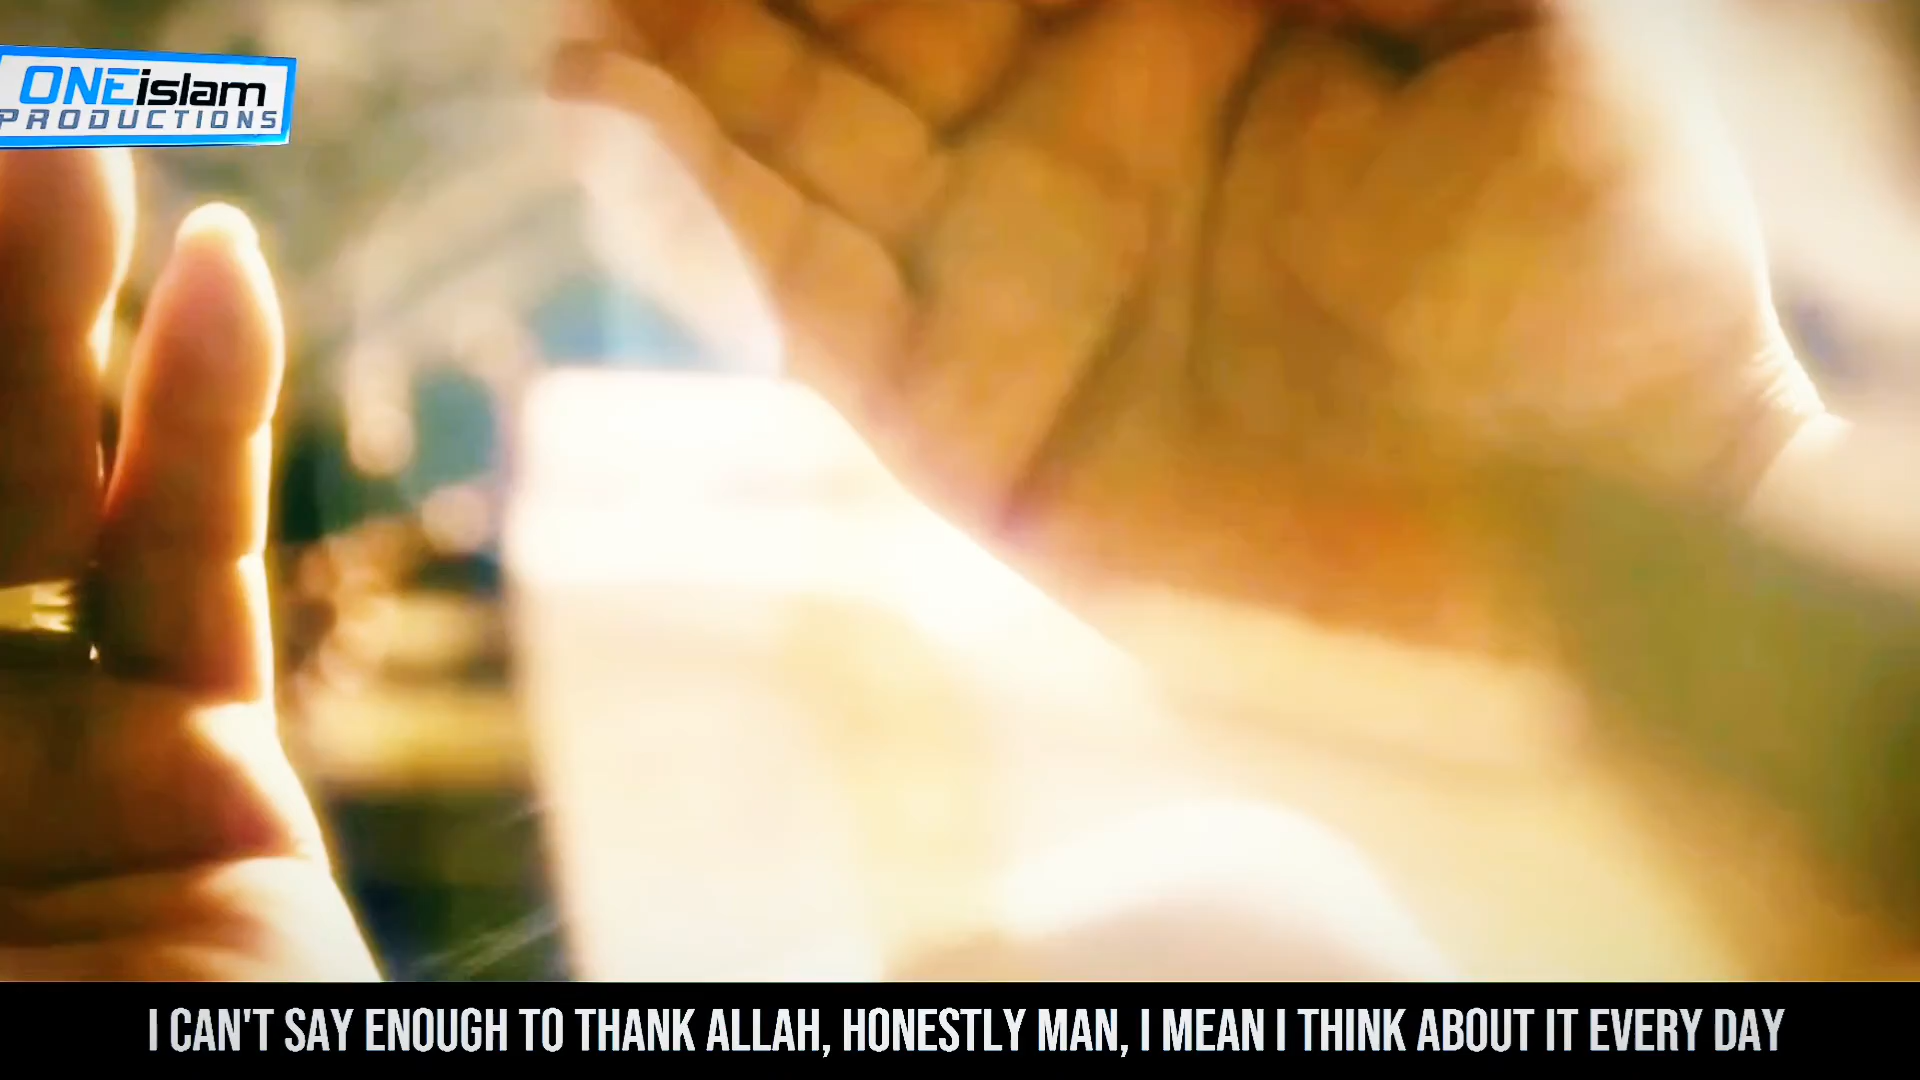 ONEislam
PRODUCTIONS
I CAN'T SAY ENOUGH TO THANK ALLAH, HONESTLY MAN, I MEAN I THINK ABOUT IT EVERY DAY